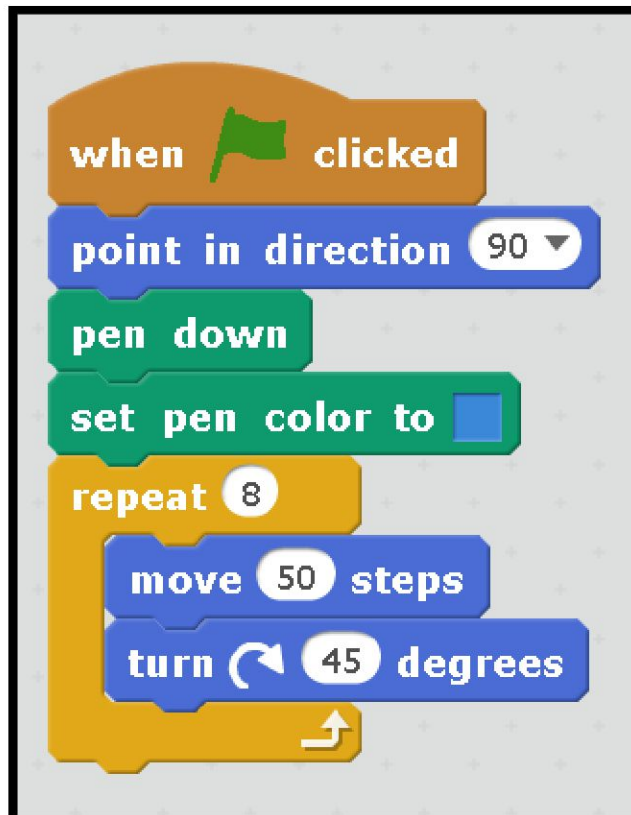 when clicked
point in direction 90
pen down
set pen color to
repeat 8
move 50 steps
turn 45 degrees